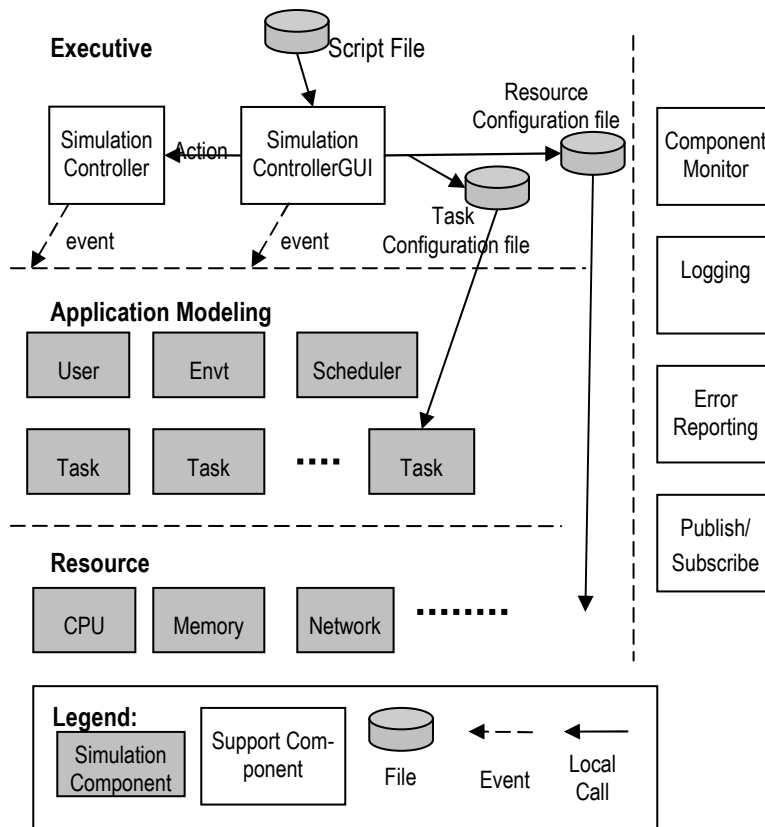 Executive
Script File
Resource
Configuration file
Simulation
Controller
Action
Simulation
ControllerGUI
Task
Configuration file
event
event
Component
Monitor
Logging
Error
Reporting
Publish/
Subscribe
Application Modeling
User
Envt
Scheduler
Task
Task
....
Task
Resource
CPU
Memory
Network
........
Legend:
Simulation
Component
Support Com-
ponent
File
Event
Local
Call